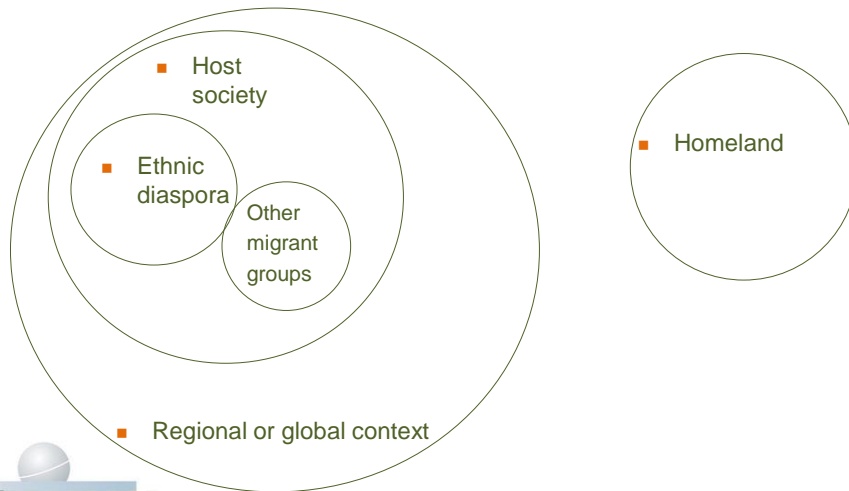 Host
society
Homeland
Ethnic
diaspora
Other
migrant
groups
Regional or global context